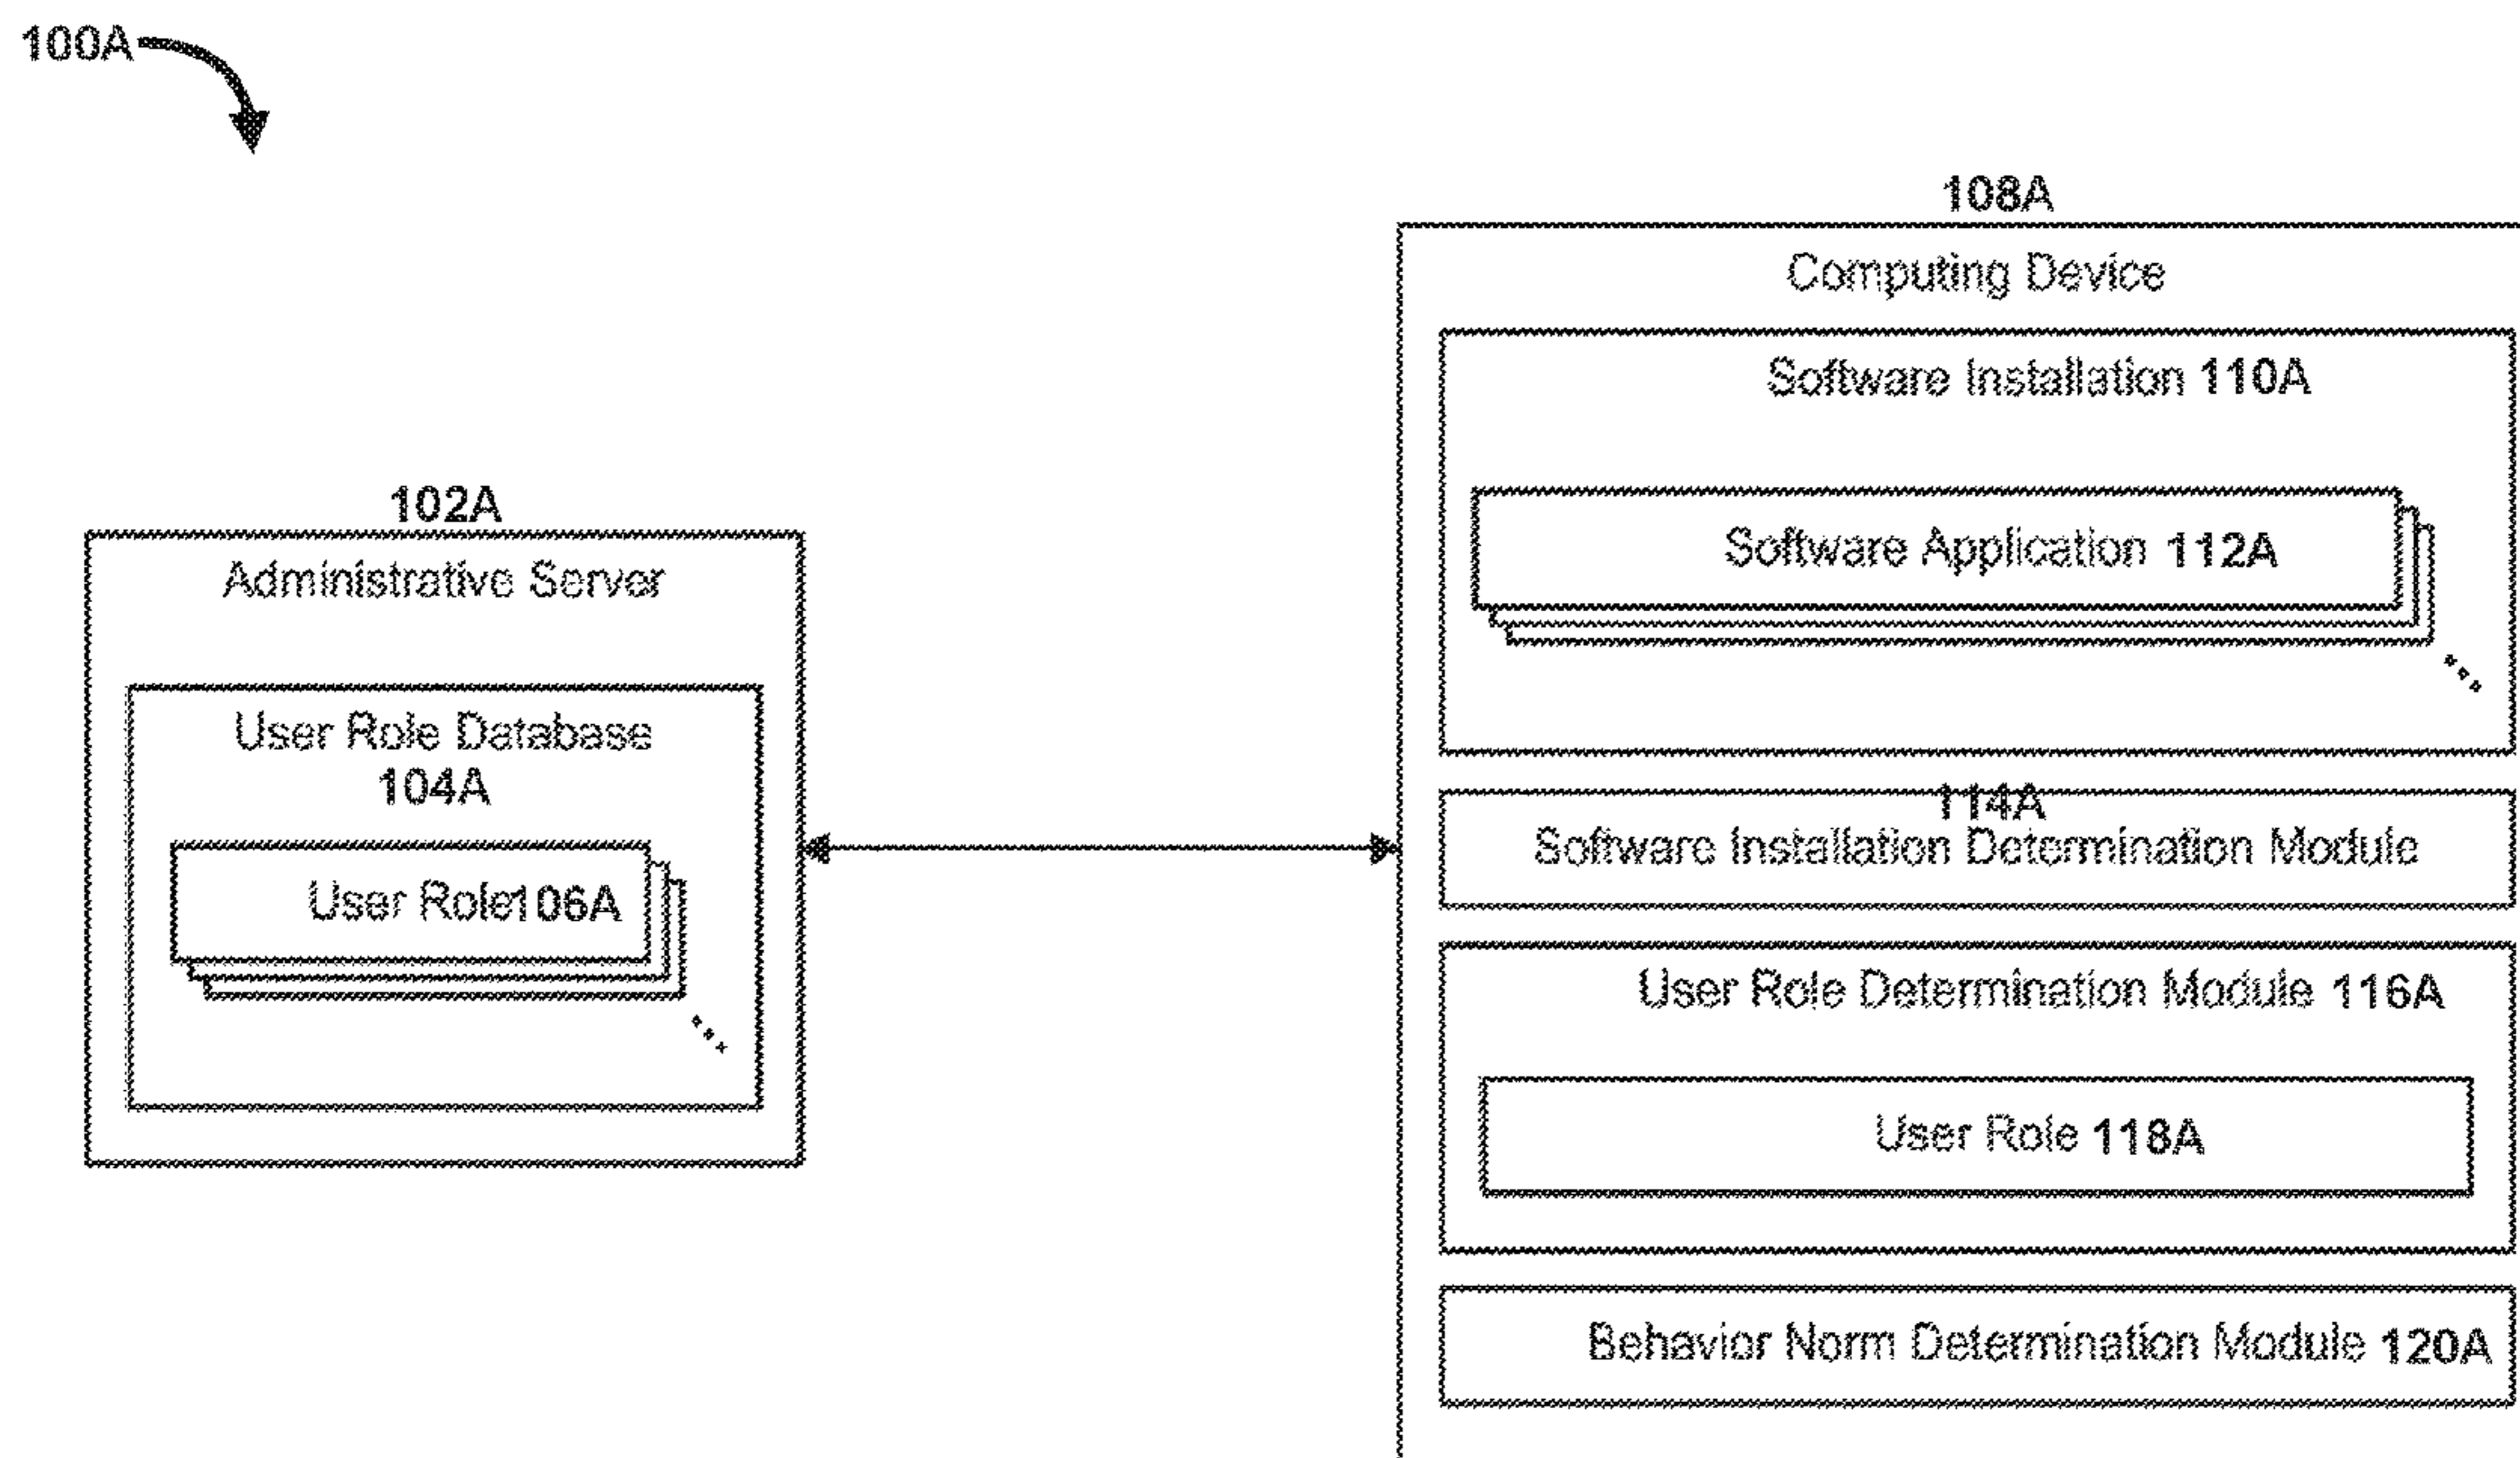 100A
108A
Computing Device
Software Installation 110A
Software Application 112A
102A
Administrative Server
User Role Database
104A
User Role106A
114A
Software Installation Determination Module
User Role Determination Module 116A
User Role 118A
Behavior Norm Determination Module 120A